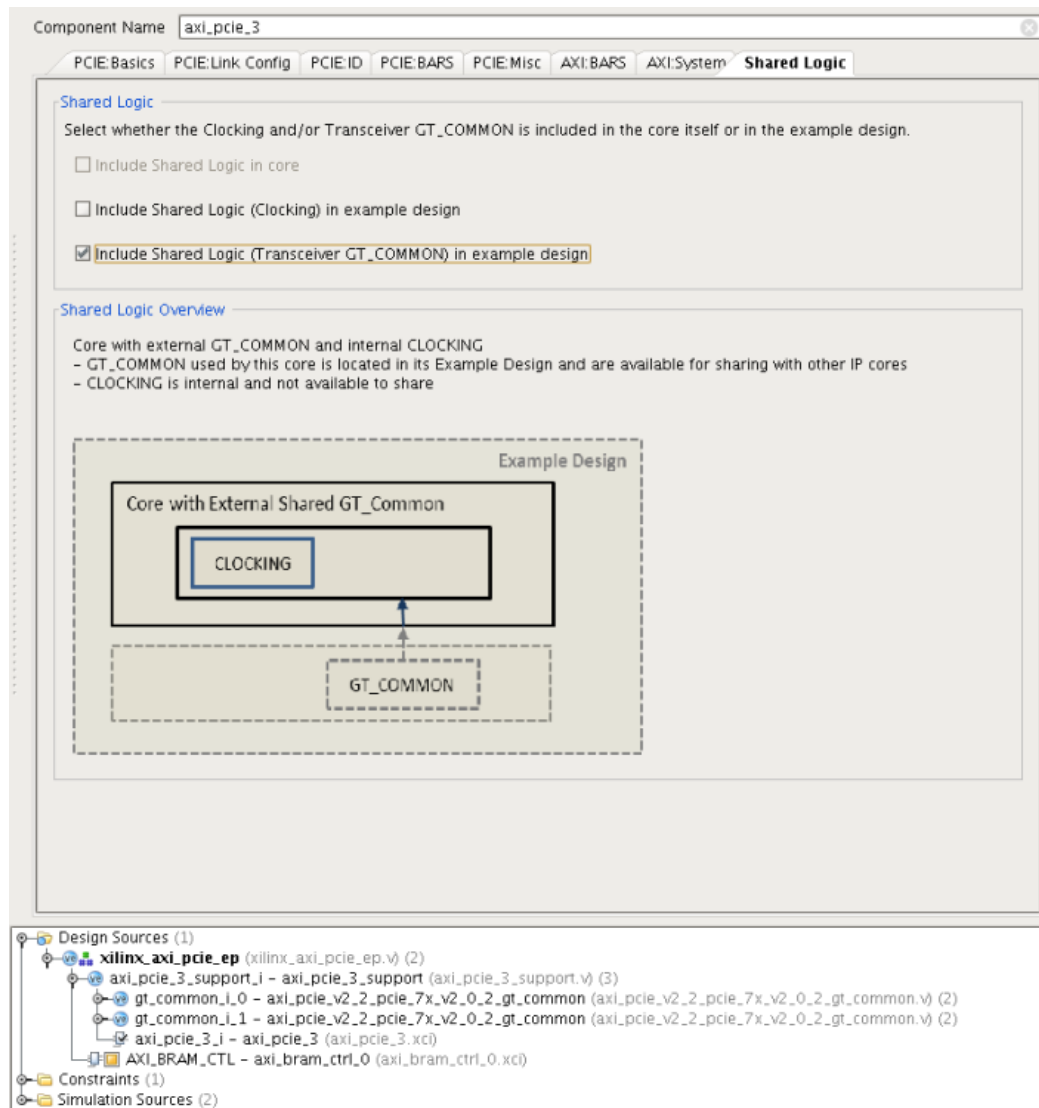 Component Name axi_pcie_3
PCIE:Basics PCIE:Link Config PCIE:ID PCIE:BARS PCIE:Misc AXI:BARS AXI:System Shared Logic
Shared Logic
Select whether the Clocking and/or Transceiver GT_COMMON is included in the core itself or in the example design.
Include Shared Logic in core
Include Shared Logic (Clocking) in example design
Include Shared Logic (Transceiver GT_COMMON) in example design
Shared Logic Overview
Core with external GT_COMMON and internal CLOCKING
- GT_COMMON used by this core is located in its Example Design and are available for sharing with other IP cores
- CLOCKING is internal and not available to share
Example Design
Core with External Shared GT_Common
CLOCKING
GT_COMMON
Design Sources (1)
xilinx_axi_pcie_ep (xilinx_axi_pcie_ep.v) (2)
axi_pcie_3_support_i - axi_pcie_3_support (axi_pcie_3_support.v) (3)
gt_common_i_0 - axi_pcie_v2_2_pcie_7x_v2_0_2_gt_common (axi_pcie_v2_2_pcie_7x_v2_0_2_gt_common.v) (2)
gt_common_i_1 - axi_pcie_v2_2_pcie_7x_v2_0_2_gt_common (axi_pcie_v2_2_pcie_7x_v2_0_2_gt_common.v) (2)
axi_pcie_3_i - axi_pcie_3 (axi_pcie_3.xci)
AXI_BRAM_CTL - axi_bram_ctrl_0 (axi_bram_ctrl_0.xci)
Constraints (1)
Simulation Sources (2)